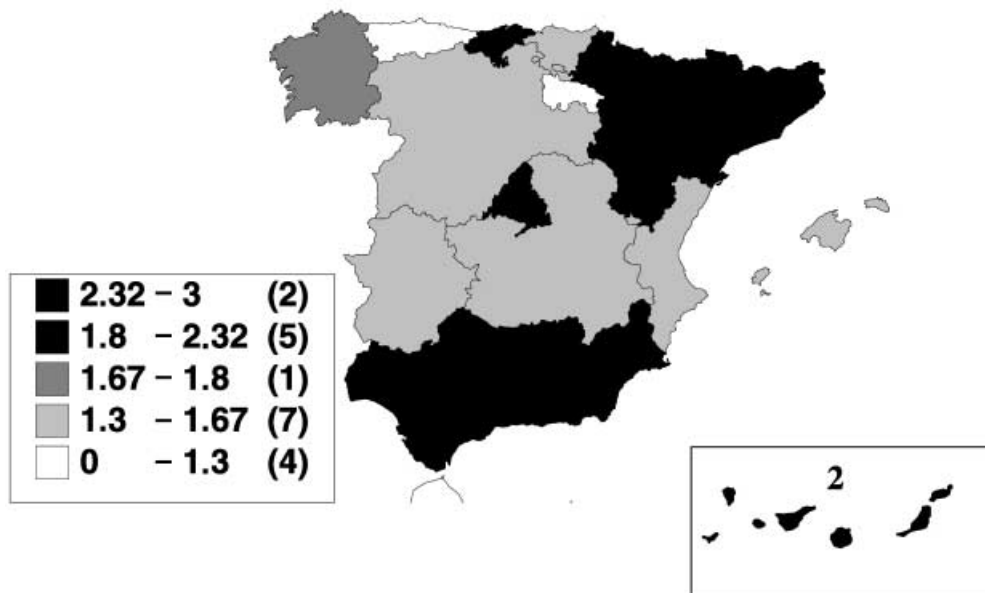 2.32 – 3 (2)
1.8 – 2.32 (5)
1.67 – 1.8 (1)
1.3 – 1.67 (7)
0 – 1.3 (4)
2